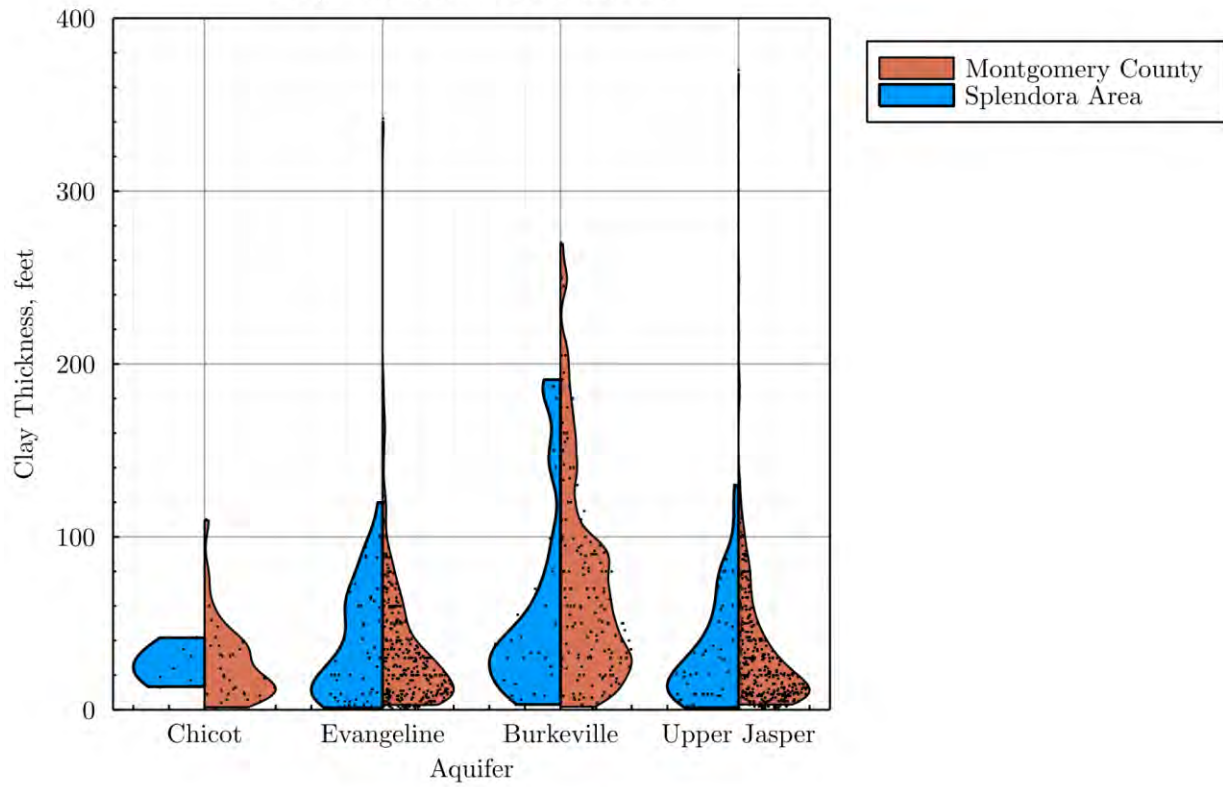 400
300
200
100
0
Clay Thickness, feet
Chicot
Evangeline
Burkeville
Upper Jasper
Aquifer
Montgomery County
Splendora Area